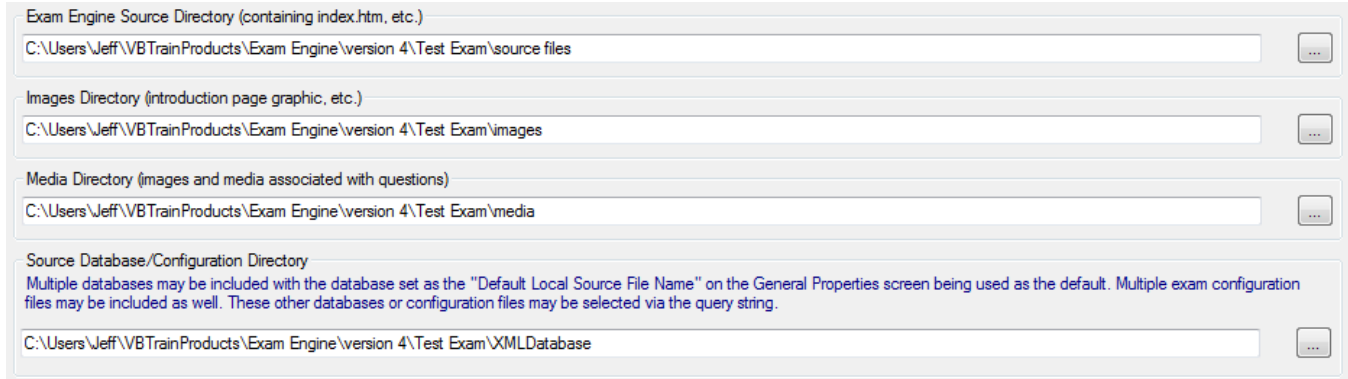 Exam Engine Source Directory (containing index.htm, etc.)
C:\Users\Jeff\VBTrainProducts\Exam Engine\version 4\Test Exam\source files
...
Images Directory (introduction page graphic, etc.)
C:\Users\Jeff\VBTrainProducts\Exam Engine\version 4\Test Exam\images
...
Media Directory (images and media associated with questions)
C:\Users\Jeff\VBTrainProducts\Exam Engine\version 4\Test Exam\media
...
Source Database/Configuration Directory
Multiple databases may be included with the database set as the "Default Local Source File Name" on the General Properties screen being used as the default. Multiple exam configuration
files may be included as well. These other databases or configuration files may be selected via the query string.
C:\Users\Jeff\VBTrainProducts\Exam Engine\version 4\Test Exam\XMLDatabase
...